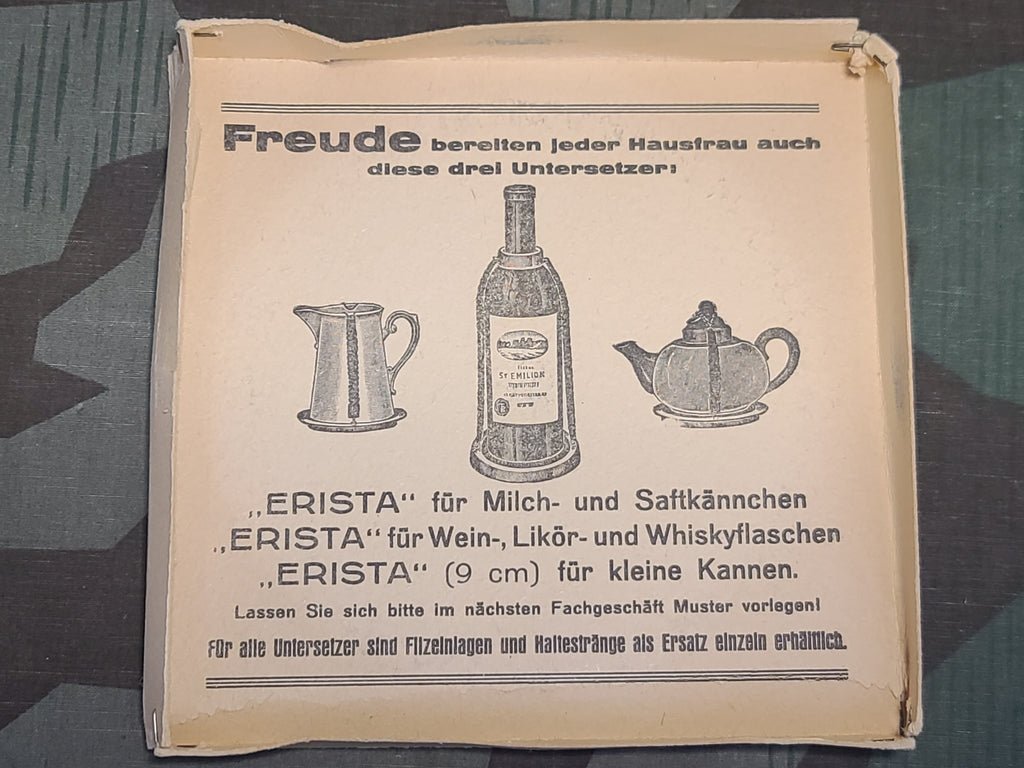 Freude bereiten jeder Hausfrau auch
diese drei Untersetzer:
St EMILION
„ERISTA“ für Milch- und Saftkännchen
„ERISTA“ für Wein-, Likör- und Whiskyflaschen
„ERISTA“ (9 cm) für kleine Kannen.
Lassen Sie sich bitte im nächsten Fachgeschäft Muster vorlegen!
Für alle Untersetzer sind Filzeinlagen und Haltestränge als Ersatz einzeln erhältlich.